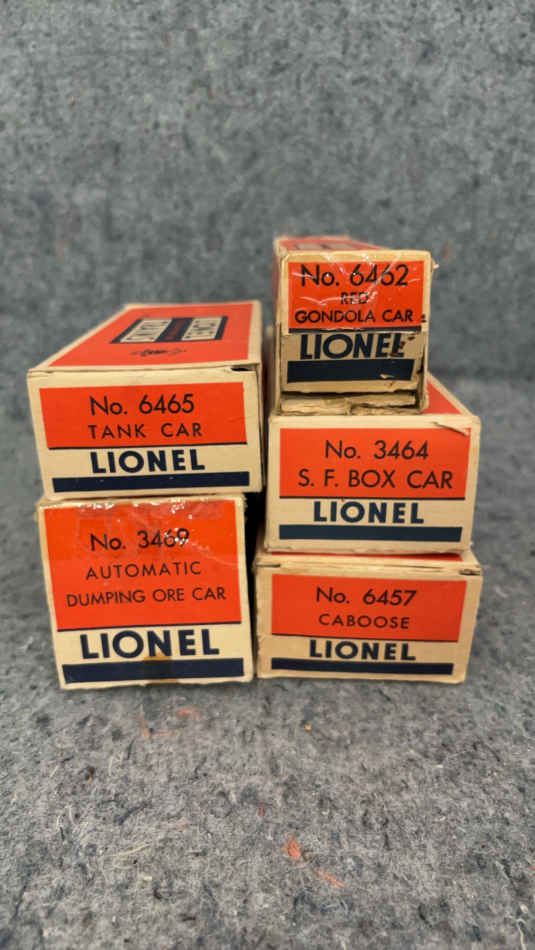 No. 6462
RED
GONDOLA CAR
LIONEL
No. 6465
TANK CAR
LIONEL
No. 3464
S. F. BOX CAR
LIONEL
No. 3469
AUTOMATIC
DUMPING ORE CAR
LIONEL
No. 6457
CABOOSE
LIONEL